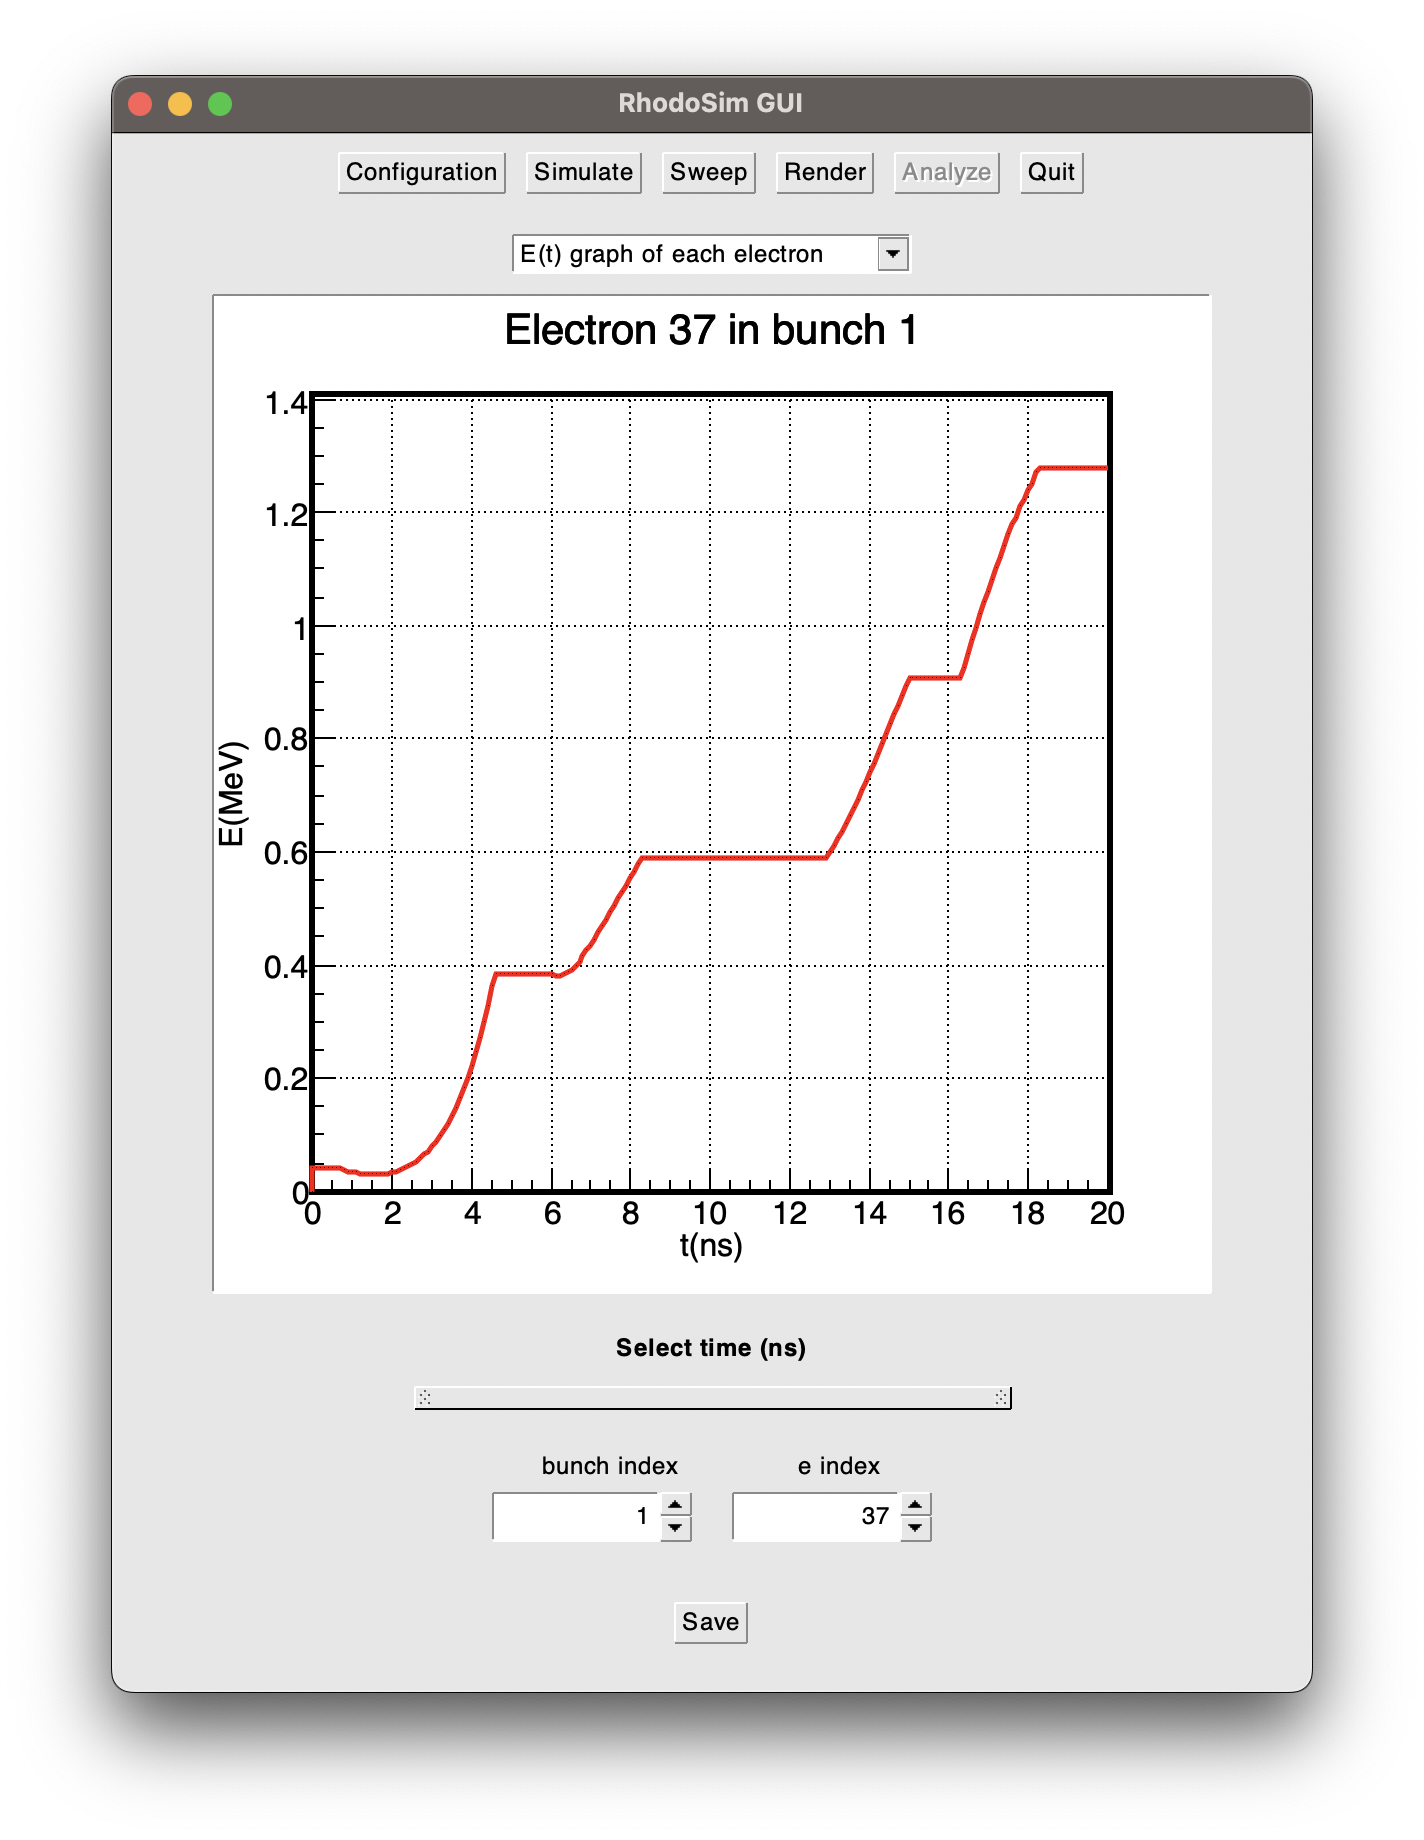 RhodoSim GUI
Configuration Simulate Sweep Render Analyze Quit
E(t) graph of each electron
Electron 37 in bunch 1
1.4
1.2
1
0.8
0.6
0.4
0.2
0
E(MeV)
0 2 4 6 8 10 12 14 16 18 20
t(ns)
Select time (ns)
bunch index e index
1 37
Save